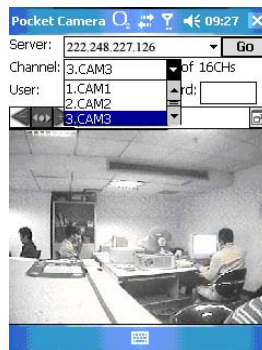 Pocket Camera O2 09:27
Server: 222.248.227.126 Go
Channel: 3.CAM3 of 16CHs
User: 1.CAM1 rd:
2.CAM2
3.CAM3